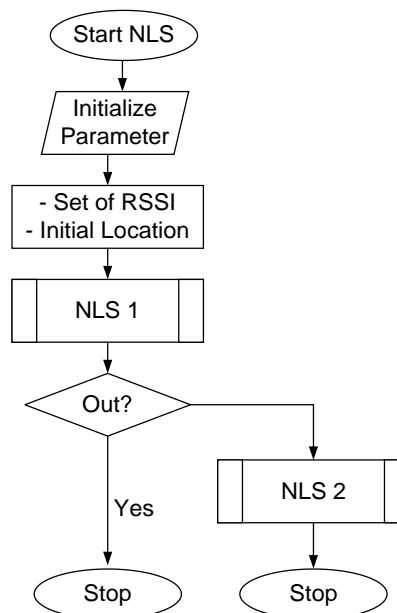 Start NLS
Initialize
Parameter
- Set of RSSI
- Initial Location
NLS 1
Out?
Yes
NLS 2
Stop
Stop